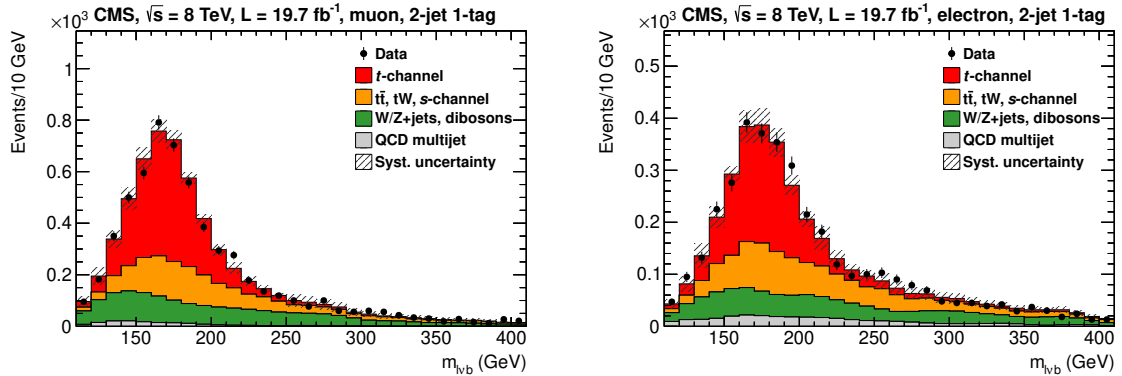 ×10³ CMS, √s = 8 TeV, L = 19.7 fb⁻¹, muon, 2-jet 1-tag
Events/10 GeV
1
0.8
0.6
0.4
0.2
0
Data
t-channel
tt̄, tW, s-channel
W/Z+jets, dibosons
QCD multijet
Syst. uncertainty
150 200 250 300 350 400
m_lνb (GeV)
×10³ CMS, √s = 8 TeV, L = 19.7 fb⁻¹, electron, 2-jet 1-tag
Events/10 GeV
0.5
0.4
0.3
0.2
0.1
0
Data
t-channel
tt̄, tW, s-channel
W/Z+jets, dibosons
QCD multijet
Syst. uncertainty
150 200 250 300 350 400
m_lνb (GeV)